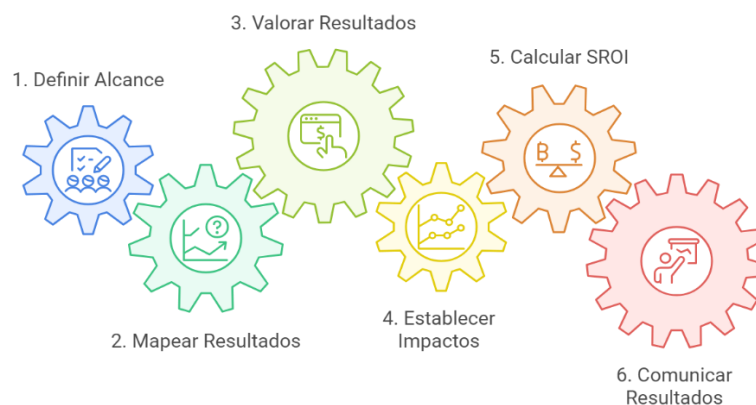 1. Definir Alcance
2. Mapear Resultados
3. Valorar Resultados
$
4. Establecer
Impactos
5. Calcular SROI
B $
6. Comunicar
Resultados
?